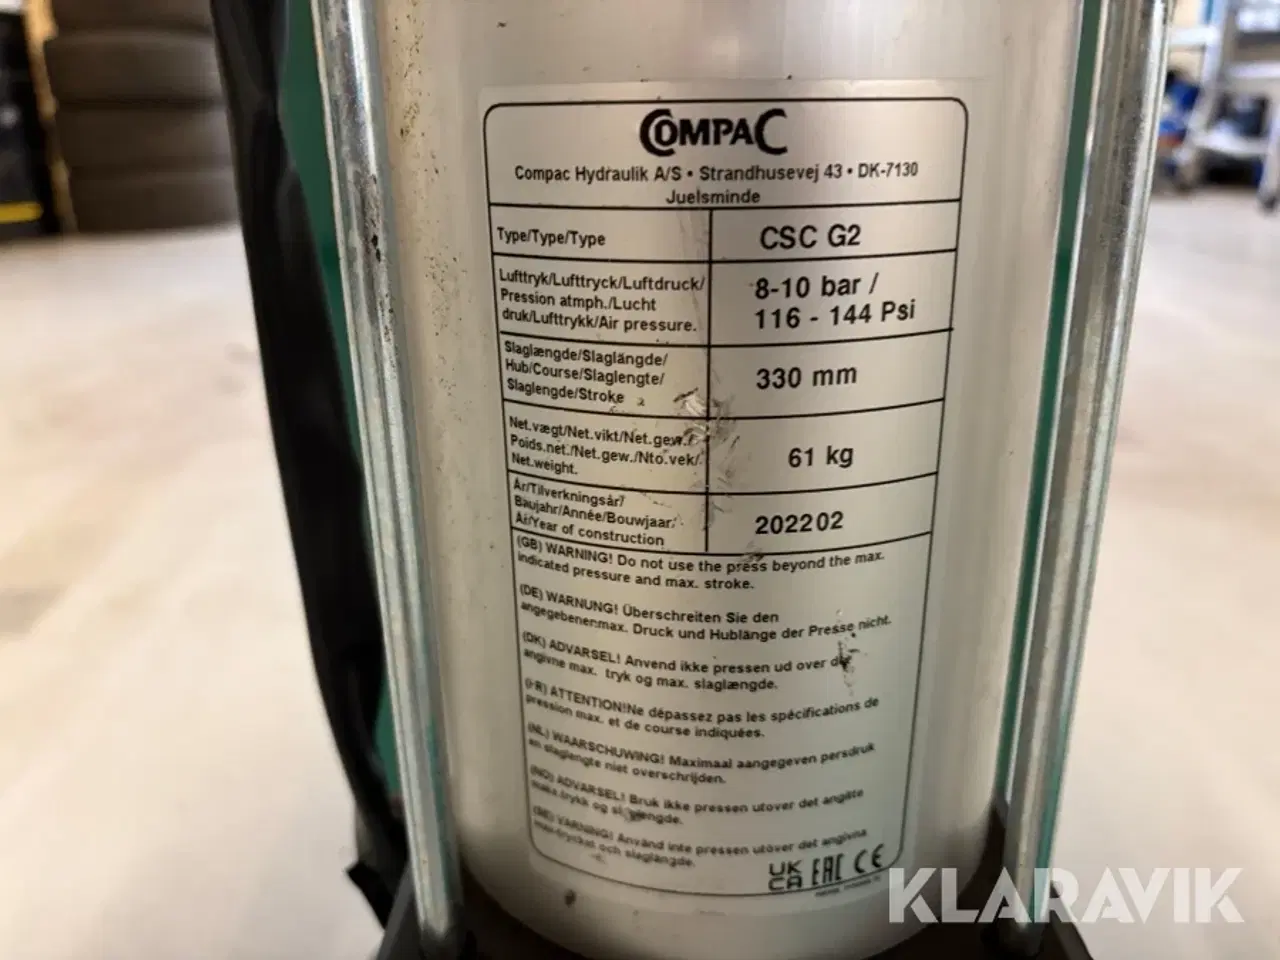 COMPAC
Compac Hydraulik A/S • Strandhusevej 43 • DK-7130
Juelsminde
Type/Type/Type
CSC G2
Lufttryk/Lufttryck/Luftdruck/
Pression atmph./Lucht
druk/Lufttrykk/Air pressure.
8-10 bar /
116 - 144 Psi
Slaglængde/Slaglängde/
Hub/Course/Slaglengte/
Slaglengde/Stroke
330 mm
Net.vægt/Net.vikt/Net.gew./
Poids.net./Net.gew./Nto.vek/
Net.weight.
61 kg
År/Tilverkningsår/
Baujahr/Année/Bouwjaar/
År/Year of construction
202202
(GB) WARNING! Do not use the press beyond the max.
indicated pressure and max. stroke.
(DE) WARNUNG! Überschreiten Sie den
angegebenen max. Druck und Hublänge der Presse nicht.
(DK) ADVARSEL! Anvend ikke pressen ud over de
angivne max. tryk og max. slaglængde.
(FR) ATTENTION!Ne dépassez pas les spécifications de
pression max. et de course indiquées.
(NL) WAARSCHUWING! Maximaal aangegeven persdruk
en slaglengte niet overschrijden.
(NO) ADVARSEL! Bruk ikke pressen utover det angitte
maks.trykk og slaglengde.
(SE) VARNING! Använd inte pressen utöver det angivna
max-trycket och slaglängde.
UK
CA EAC CE
KLARAVIK